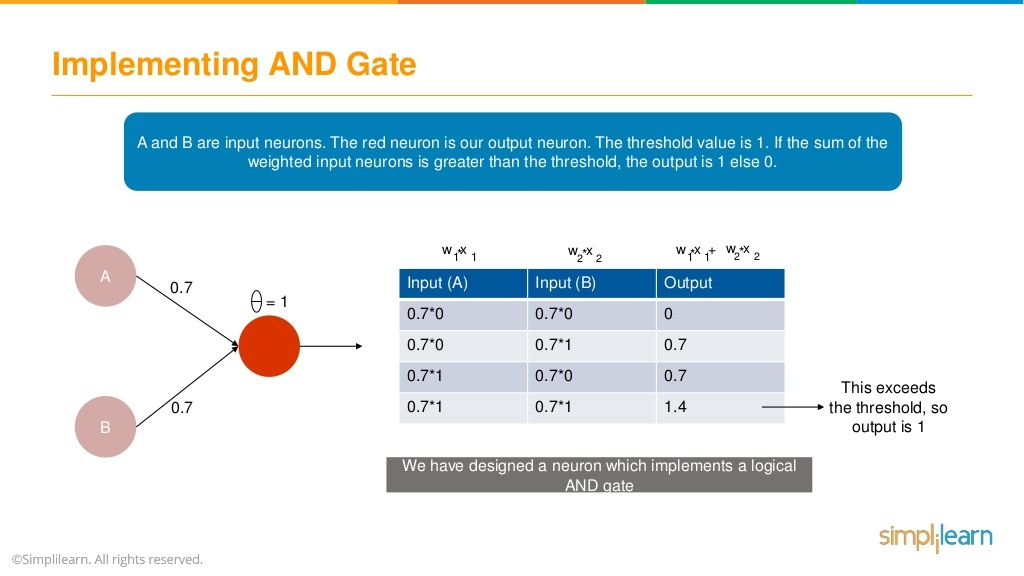 Implementing AND Gate
A and B are input neurons. The red neuron is our output neuron. The threshold value is 1. If the sum of the
weighted input neurons is greater than the threshold, the output is 1 else 0.
A
0.7
θ = 1
0.7
B
w1*x1 w2*x2 w1*x1+ w2*x2
Input (A) Input (B) Output
0.7*0 0.7*0 0
0.7*0 0.7*1 0.7
0.7*1 0.7*0 0.7
0.7*1 0.7*1 1.4
This exceeds
the threshold, so
output is 1
We have designed a neuron which implements a logical
AND gate
simplilearn
©Simplilearn. All rights reserved.